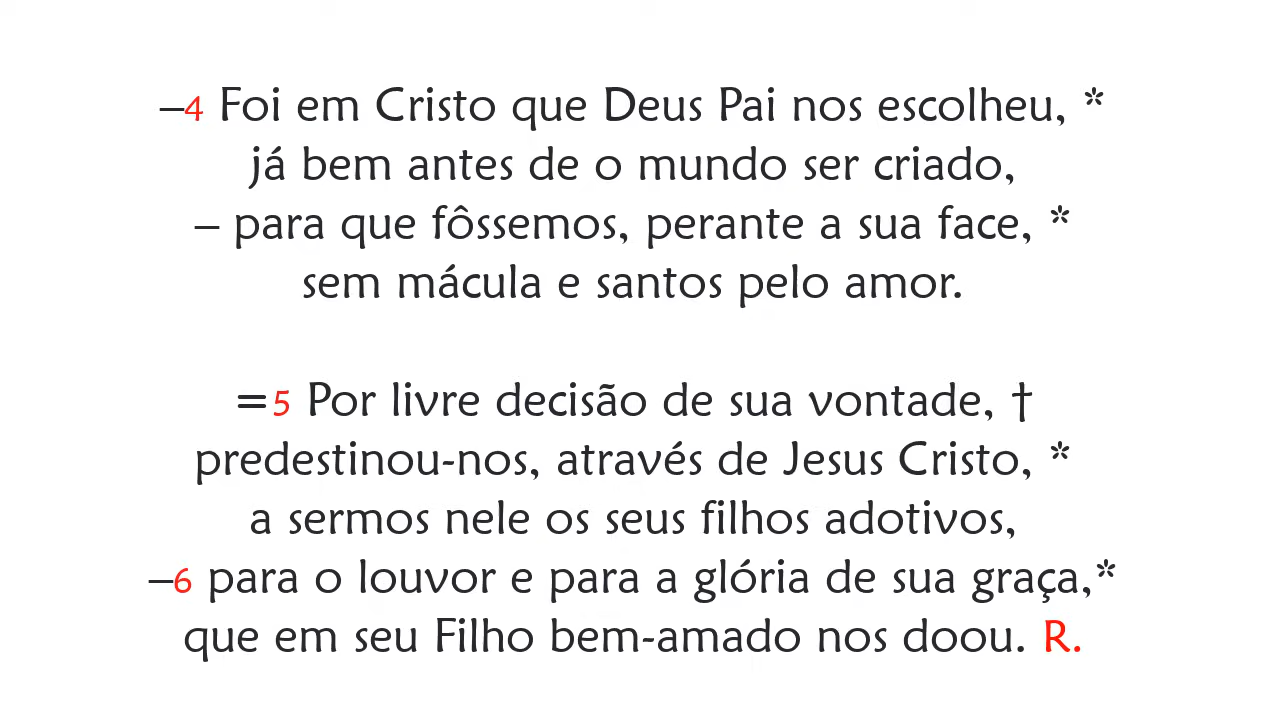 –4 Foi em Cristo que Deus Pai nos escolheu, *
já bem antes de o mundo ser criado,
– para que fôssemos, perante a sua face, *
sem mácula e santos pelo amor.
=5 Por livre decisão de sua vontade, †
predestinou-nos, através de Jesus Cristo, *
a sermos nele os seus filhos adotivos,
–6 para o louvor e para a glória de sua graça,*
que em seu Filho bem-amado nos doou. R.